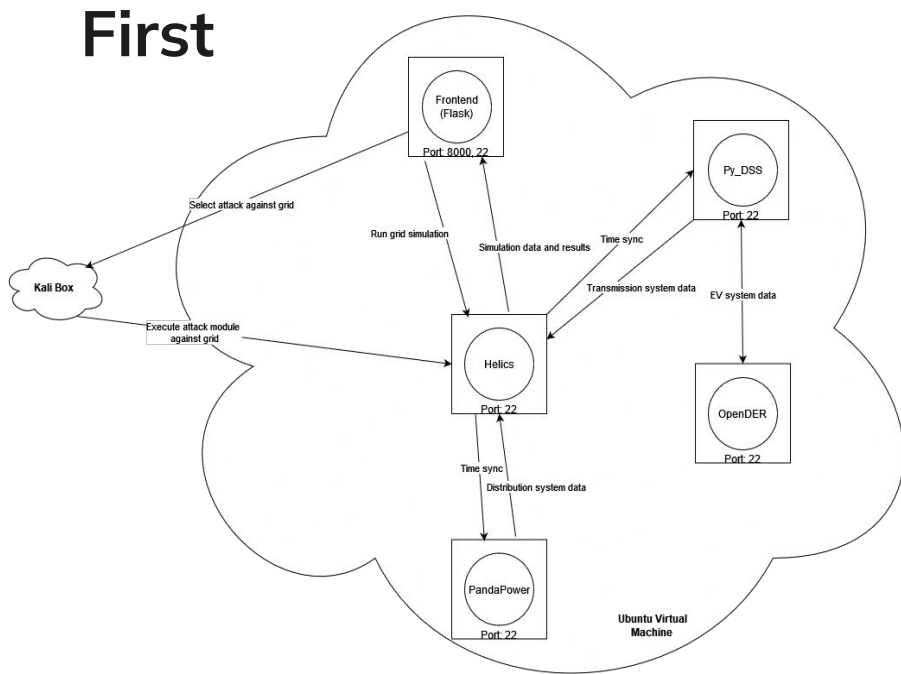 First
Frontend
(Flask)
Port: 8000, 22
Py_DSS
Port: 22
Select attack against grid
Run grid simulation
Simulation data and results
Time sync
Transmission system data
EV system data
Kali Box
Execute attack module
against grid
Helics
Port: 22
OpenDER
Port: 22
Time sync
Distribution system data
PandaPower
Port: 22
Ubuntu Virtual
Machine